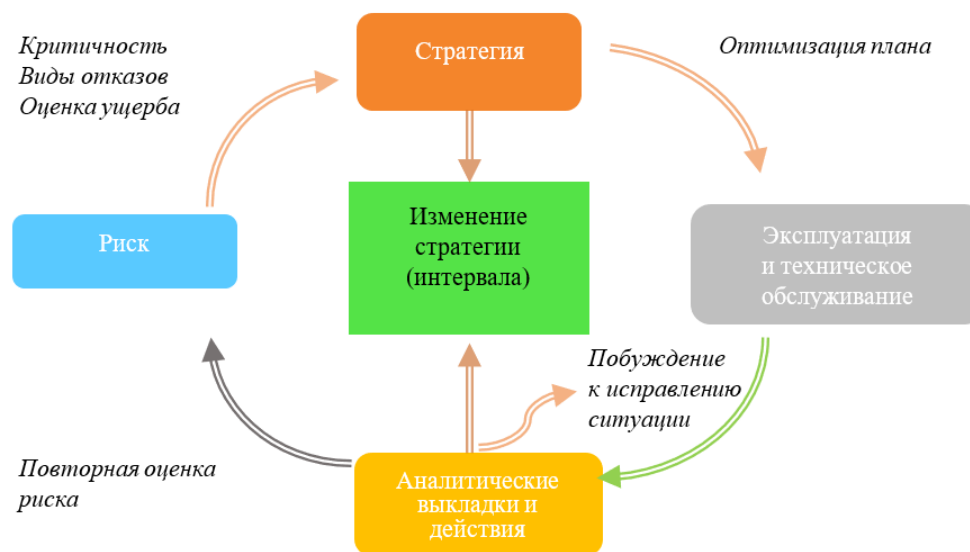 Критичность
Виды отказов
Оценка ущерба
Стратегия
Оптимизация плана
Риск
Изменение
стратегии
(интервала)
Эксплуатация
и техническое
обслуживание
Побуждение
к исправлению
ситуации
Повторная оценка
риска
Аналитические
выкладки и
действия